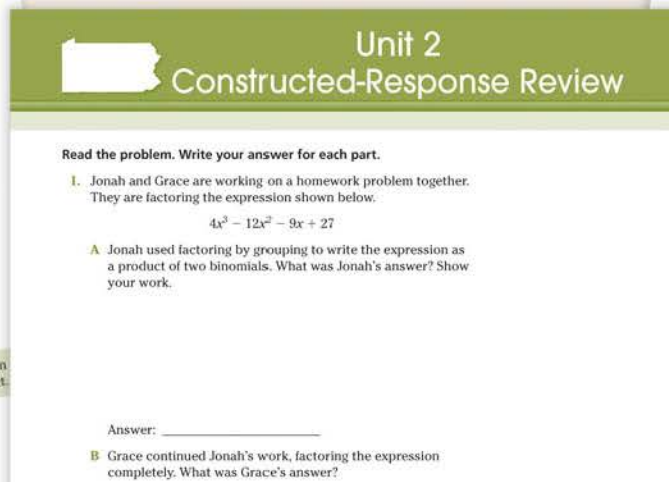 Unit 2
Constructed-Response Review
Read the problem. Write your answer for each part.
1. Jonah and Grace are working on a homework problem together.
They are factoring the expression shown below.
4x³ − 12x² − 9x + 27
A Jonah used factoring by grouping to write the expression as
a product of two binomials. What was Jonah's answer? Show
your work.
Answer:
B Grace continued Jonah's work, factoring the expression
completely. What was Grace's answer?